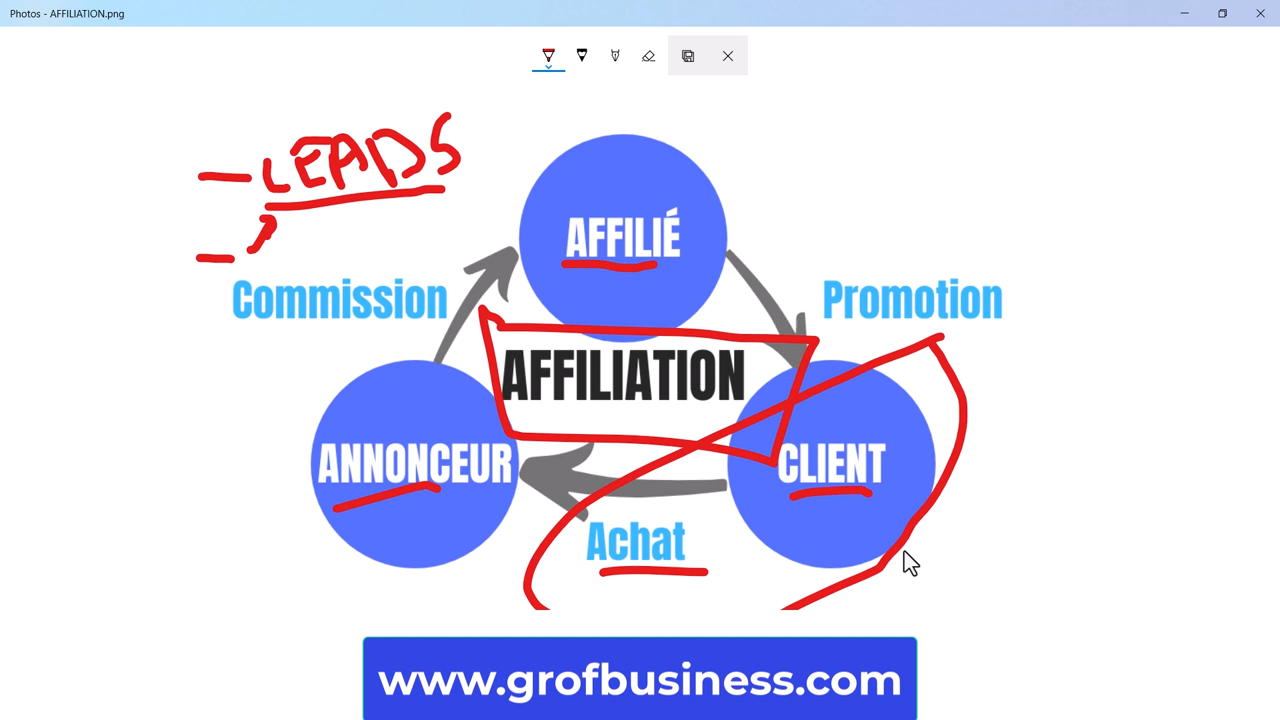 Photos - AFFILIATION.png
LEADS
AFFILIÉ
Commission
Promotion
AFFILIATION
ANNONCEUR
CLIENT
Achat
www.grofbusiness.com